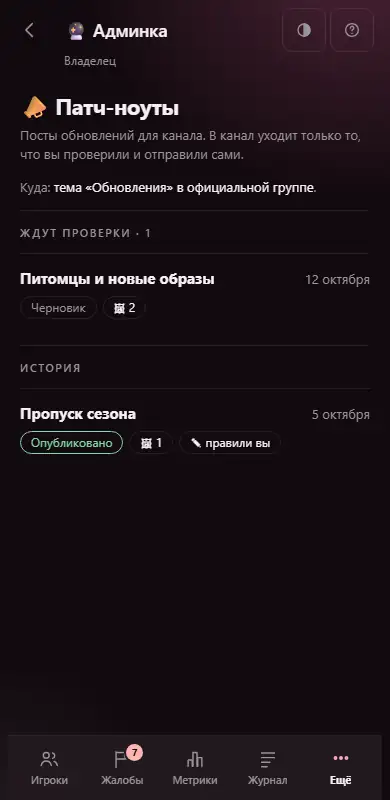 Админка
Владелец
Патч-ноуты
Посты обновлений для канала. В канал уходит только то,
что вы проверили и отправили сами.
Куда: тема «Обновления» в официальной группе.
ЖДУТ ПРОВЕРКИ · 1
Питомцы и новые образы 12 октября
Черновик 2
ИСТОРИЯ
Пропуск сезона 5 октября
Опубликовано 1 правили вы
7
Игроки Жалобы Метрики Журнал Ещё